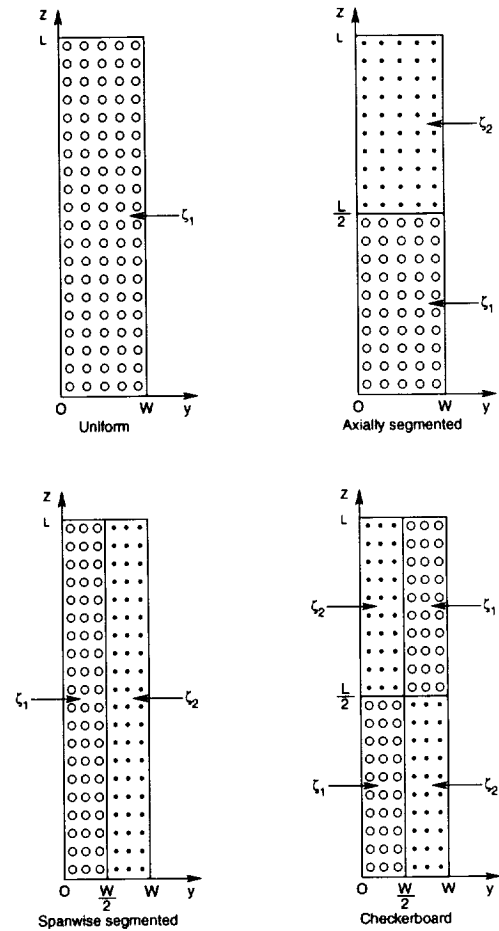 z
L
ζ1
O
W
y
Uniform
z
L
ζ2
L/2
ζ1
O
W
y
Axially segmented
z
L
ζ1
ζ2
O
W/2
W
y
Spanwise segmented
z
L
ζ2
ζ1
L/2
ζ1
ζ2
O
W/2
W
y
Checkerboard